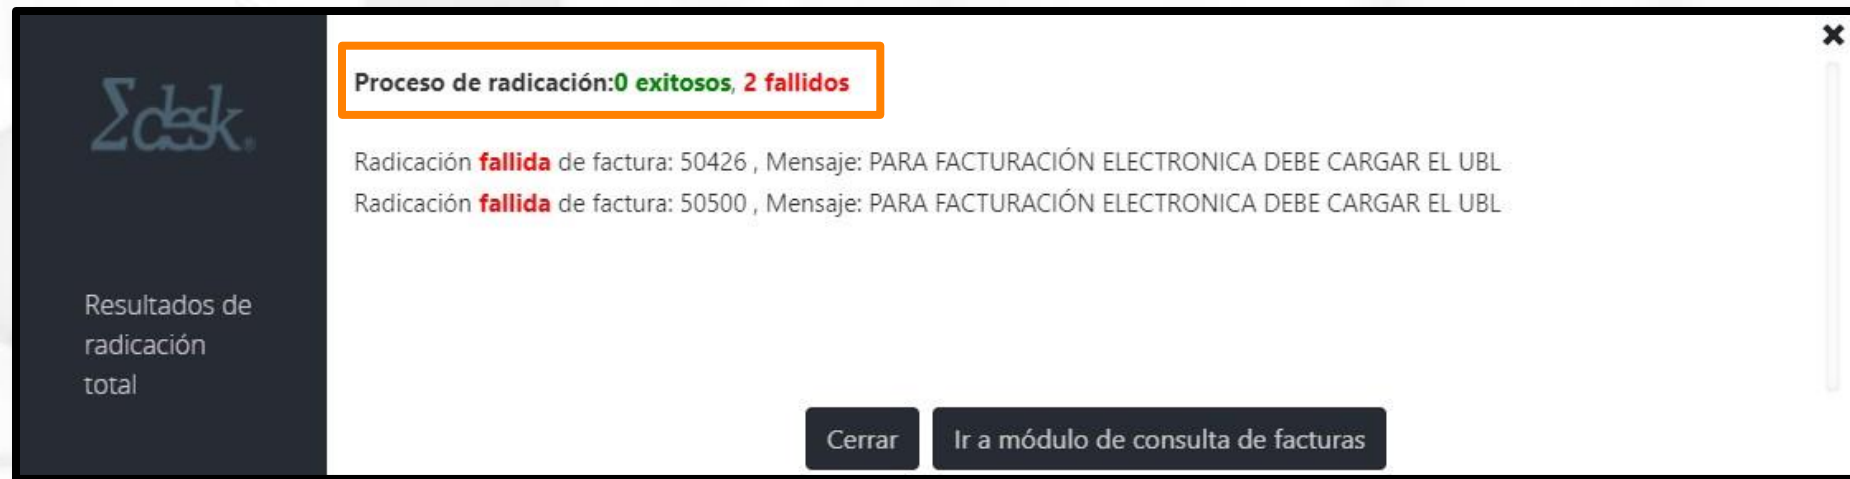 Σdesk®
Resultados de
radicación
total
✖
Proceso de radicación:0 exitosos, 2 fallidos
Radicación fallida de factura: 50426 , Mensaje: PARA FACTURACIÓN ELECTRONICA DEBE CARGAR EL UBL
Radicación fallida de factura: 50500 , Mensaje: PARA FACTURACIÓN ELECTRONICA DEBE CARGAR EL UBL
Cerrar
Ir a módulo de consulta de facturas